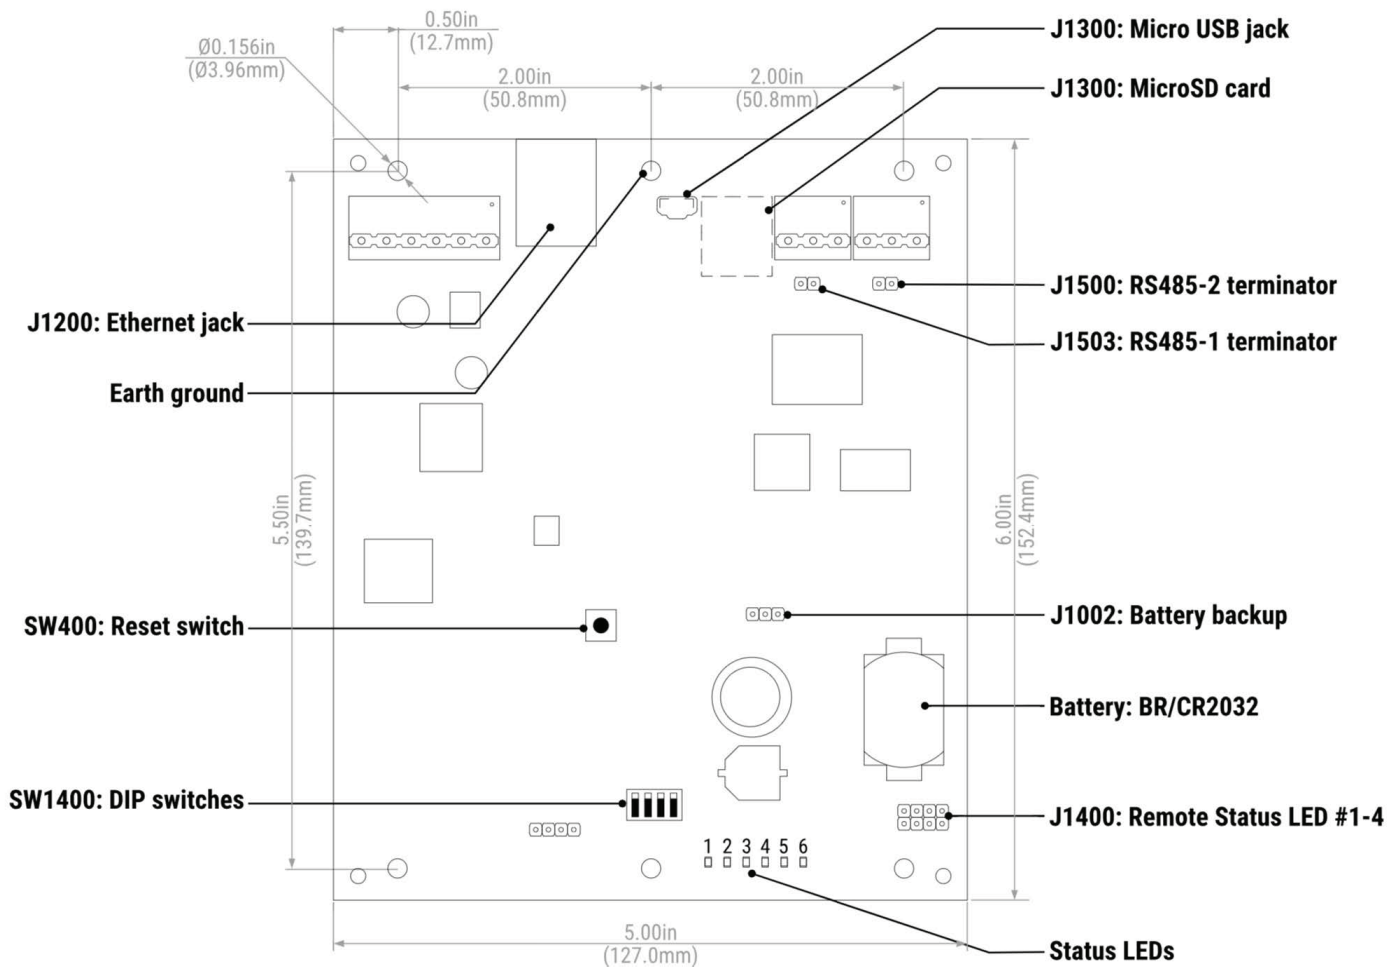 0.50in
(12.7mm)
Ø0.156in
(Ø3.96mm)
2.00in
(50.8mm)
2.00in
(50.8mm)
J1300: Micro USB jack
J1300: MicroSD card
J1500: RS485-2 terminator
J1503: RS485-1 terminator
J1200: Ethernet jack
Earth ground
5.50in
(139.7mm)
6.00in
(152.4mm)
SW400: Reset switch
J1002: Battery backup
Battery: BR/CR2032
SW1400: DIP switches
J1400: Remote Status LED #1-4
1 2 3 4 5 6
5.00in
(127.0mm)
Status LEDs